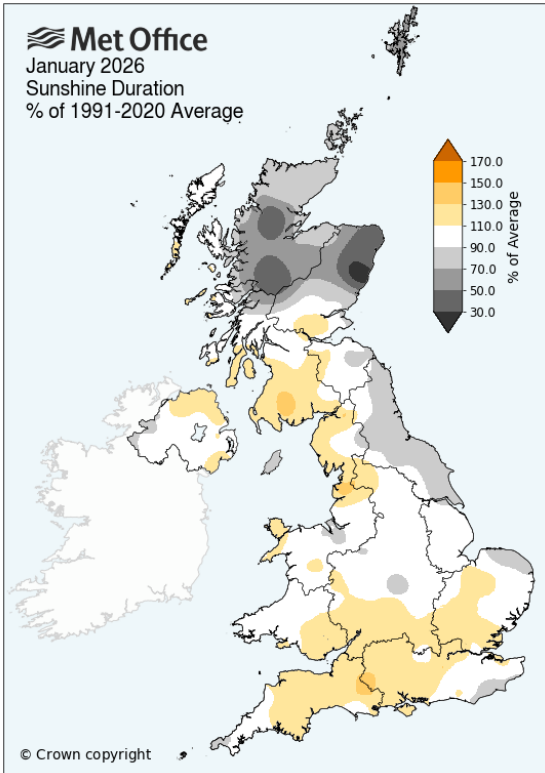 Met Office
January 2026
Sunshine Duration
% of 1991-2020 Average
170.0
150.0
130.0
110.0
90.0
70.0
50.0
30.0
% of Average
© Crown copyright